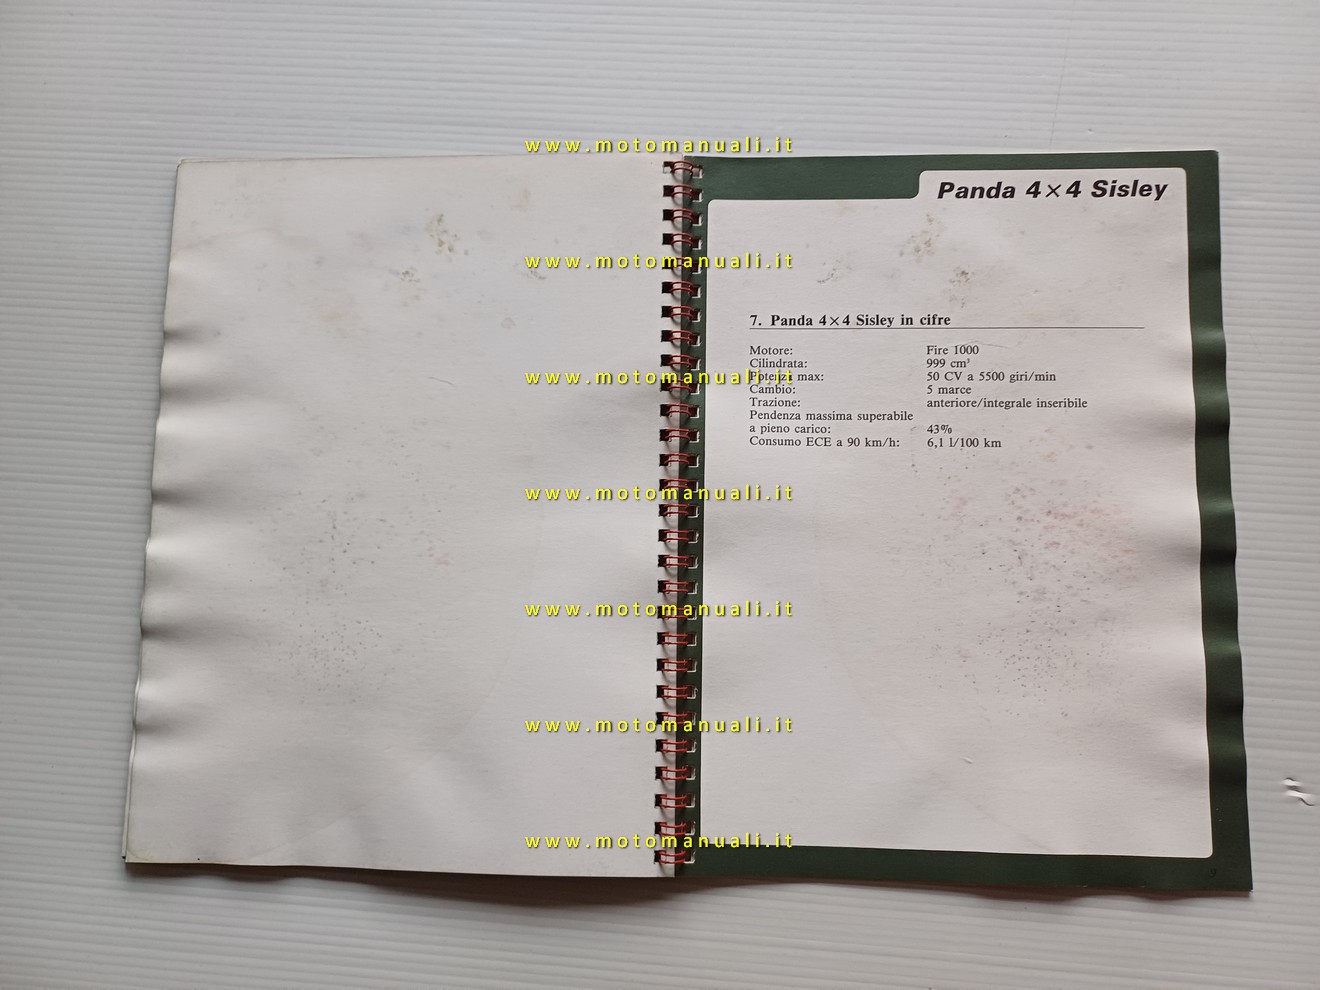 www.motomanuali.it
Panda 4×4 Sisley
www.motomanuali.it
7. Panda 4×4 Sisley in cifre
Motore: Fire 1000
Cilindrata: 999 cm³
Potenza max: 50 CV a 5500 giri/min
www.motomanuali.it
Cambio: 5 marce
Trazione: anteriore/integrale inseribile
Pendenza massima superabile
a pieno carico: 43%
Consumo ECE a 90 km/h: 6,1 l/100 km
www.motomanuali.it
www.motomanuali.it
www.motomanuali.it
www.motomanuali.it
9